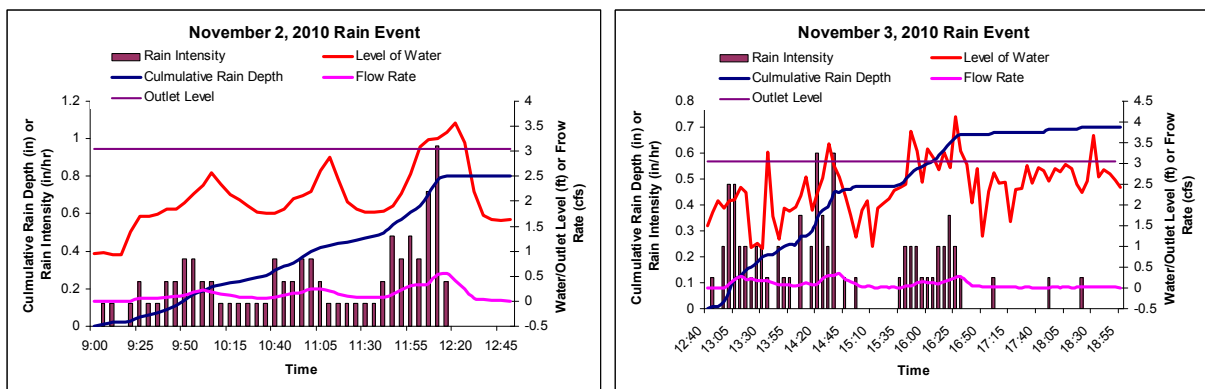 November 2, 2010 Rain Event
Rain Intensity
Level of Water
Culmulative Rain Depth
Flow Rate
Outlet Level
Culmulative Rain Depth (in) or
Rain Intensity (in/hr)
1.2
1
0.8
0.6
0.4
0.2
0
4
3.5
3
2.5
2
1.5
1
0.5
0
-0.5
Water/Outlet Level (ft) or Frow
Rate (cfs)
9:00 9:25 9:50 10:15 10:40 11:05 11:30 11:55 12:20 12:45
Time
November 3, 2010 Rain Event
Rain Intensity
Level of Water
Culmulative Rain Depth
Flow Rate
Outlet Level
Culmulative Rain Depth (in) or
Rain Intensity (in/hr)
0.8
0.7
0.6
0.5
0.4
0.3
0.2
0.1
0
4.5
4
3.5
3
2.5
2
1.5
1
0.5
0
-0.5
Water/Outlet Level (ft) or Frow
Rate (cfs)
12:40 13:05 13:30 13:55 14:20 14:45 15:10 15:35 16:00 16:25 16:50 17:15 17:40 18:05 18:30 18:55
Time